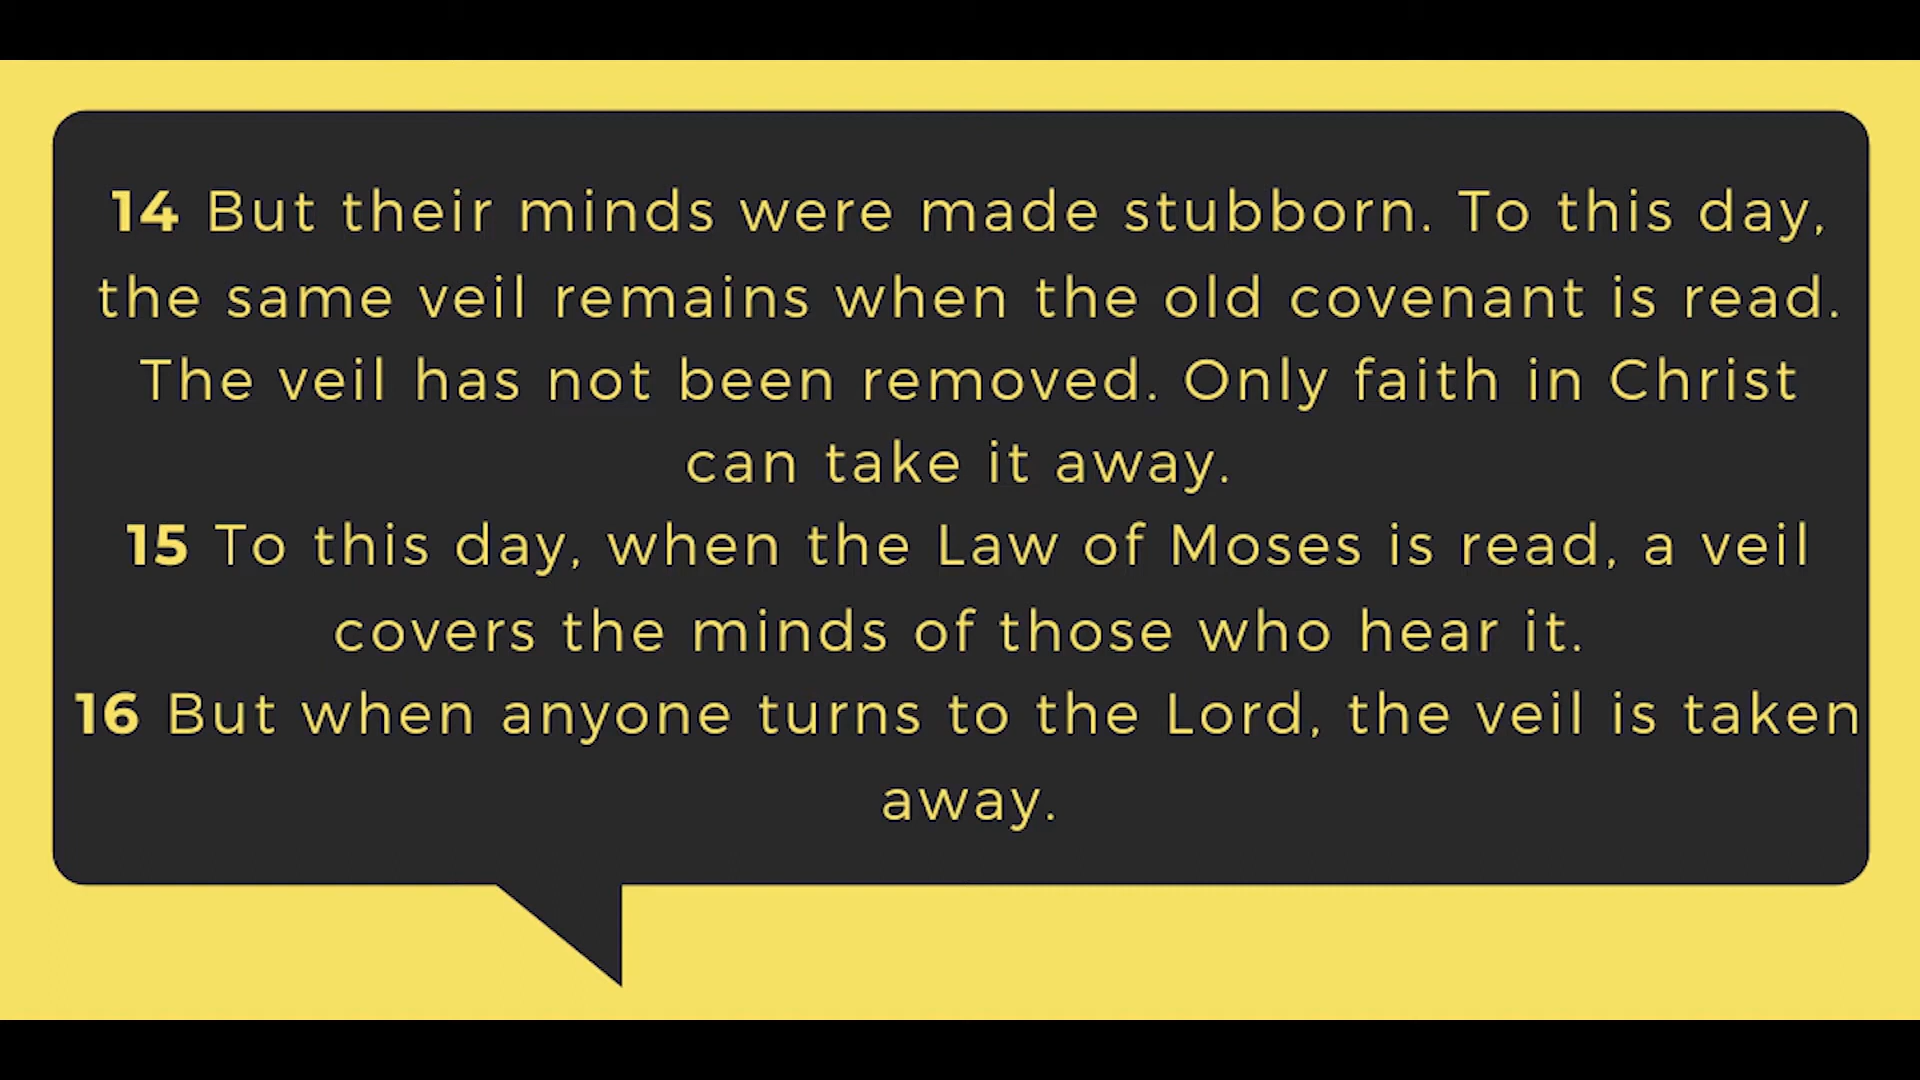 14 But their minds were made stubborn. To this day,
the same veil remains when the old covenant is read.
The veil has not been removed. Only faith in Christ
can take it away.
15 To this day, when the Law of Moses is read, a veil
covers the minds of those who hear it.
16 But when anyone turns to the Lord, the veil is taken
away.